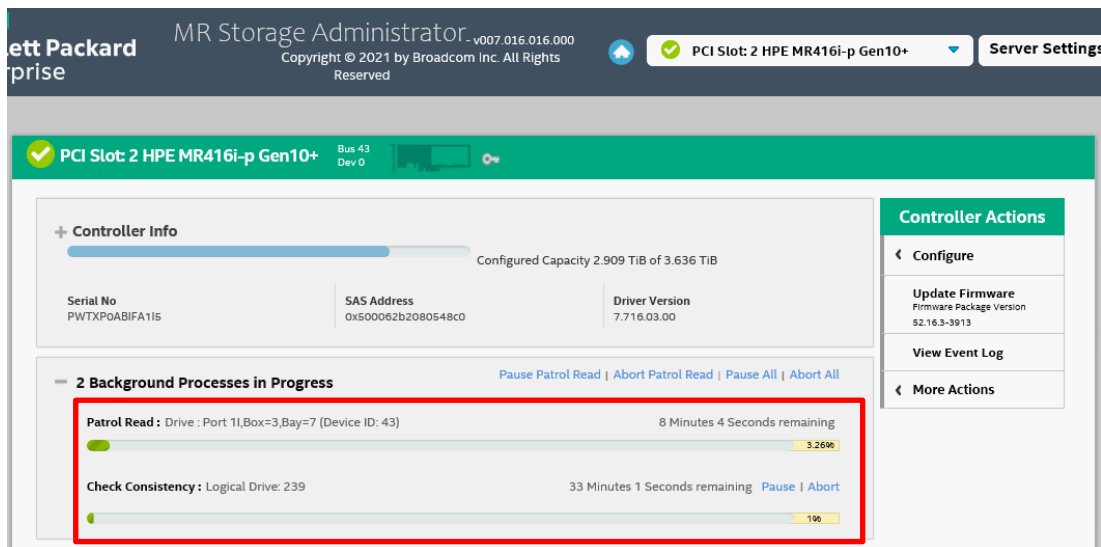 ett Packard
rprise
MR Storage Administrator v007.016.016.000
Copyright © 2021 by Broadcom Inc. All Rights
Reserved
PCI Slot: 2 HPE MR416i-p Gen10+
Server Settings
PCI Slot: 2 HPE MR416i-p Gen10+
Bus 43
Dev 0
Controller Info
Configured Capacity 2.909 TiB of 3.636 TiB
Serial No
PWTXP0ABIFA1I5
SAS Address
0x500062b2080548c0
Driver Version
7.716.03.00
2 Background Processes in Progress
Pause Patrol Read | Abort Patrol Read | Pause All | Abort All
Patrol Read : Drive : Port 1I,Box=3,Bay=7 (Device ID: 43)
8 Minutes 4 Seconds remaining
3.26%
Check Consistency : Logical Drive: 239
33 Minutes 1 Seconds remaining Pause | Abort
1%
Controller Actions
Configure
Update Firmware
Firmware Package Version
52.16.3-3913
View Event Log
More Actions